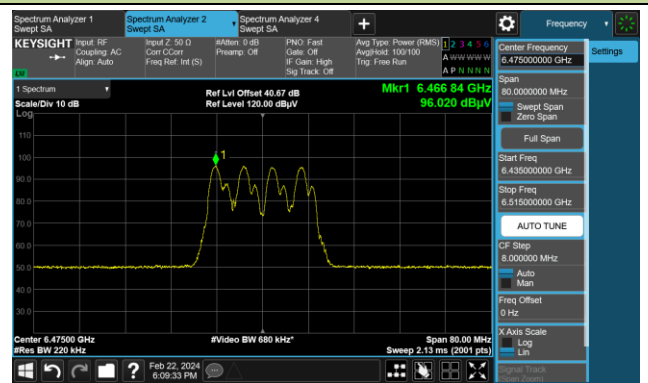 Spectrum Analyzer 1
Swept SA
Spectrum Analyzer 2
Swept SA
Spectrum Analyzer 4
Swept SA
Frequency
KEYSIGHT
Input: RF
Coupling: AC
Align: Auto
Input Z: 50 Ω
Corr CCorr
Freq Ref: Int (S)
#Atten: 0 dB
Preamp: Off
PNO: Fast
Gate: Off
IF Gain: High
Sig Track: Off
Avg Type: Power (RMS)
Avg|Hold: 100/100
Trig: Free Run
1 2 3 4 5 6
A W W W W W
A P N N N N
1 Spectrum
Scale/Div 10 dB
Log
Ref Lvl Offset 40.67 dB
Ref Level 120.00 dBµV
Mkr1 6.466 84 GHz
96.020 dBµV
1
110
100
90.0
80.0
70.0
60.0
50.0
40.0
30.0
Center 6.47500 GHz
#Res BW 220 kHz
#Video BW 680 kHz*
Span 80.00 MHz
Sweep 2.13 ms (2001 pts)
Feb 22, 2024
6:09:33 PM
Center Frequency
6.475000000 GHz
Settings
Span
80.0000000 MHz
Swept Span
Zero Span
Full Span
Start Freq
6.435000000 GHz
Stop Freq
6.515000000 GHz
AUTO TUNE
CF Step
8.000000 MHz
Auto
Man
Freq Offset
0 Hz
X Axis Scale
Log
Lin
Signal Track
(Span Zoom)